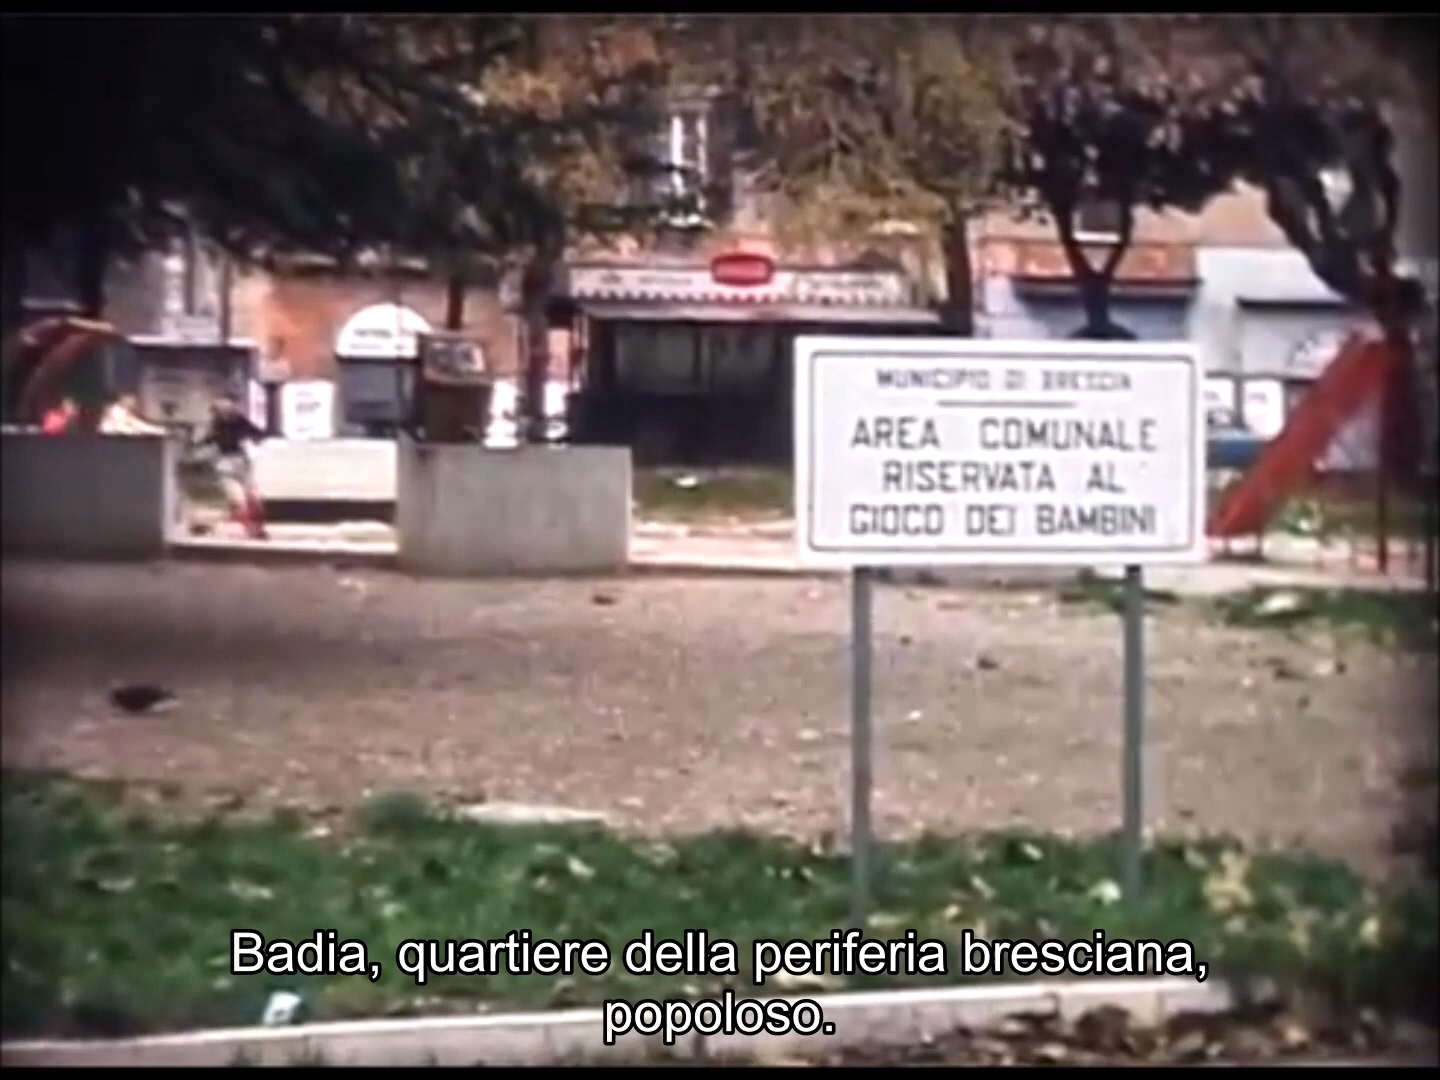 MUNICIPIO DI BRESCIA
AREA COMUNALE
RISERVATA AL
GIOCO DEI BAMBINI
Badia, quartiere della periferia bresciana,
popoloso.